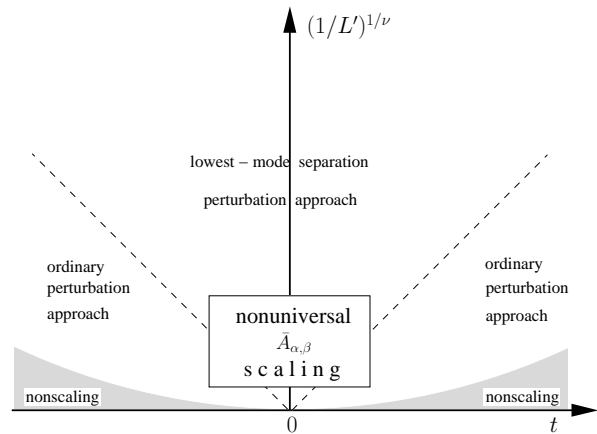 (1/L′)^{1/ν}
lowest – mode separation
perturbation approach
ordinary
perturbation
approach
ordinary
perturbation
approach
nonuniversal
Ā_{α,β}
s c a l i n g
nonscaling
nonscaling
0
t